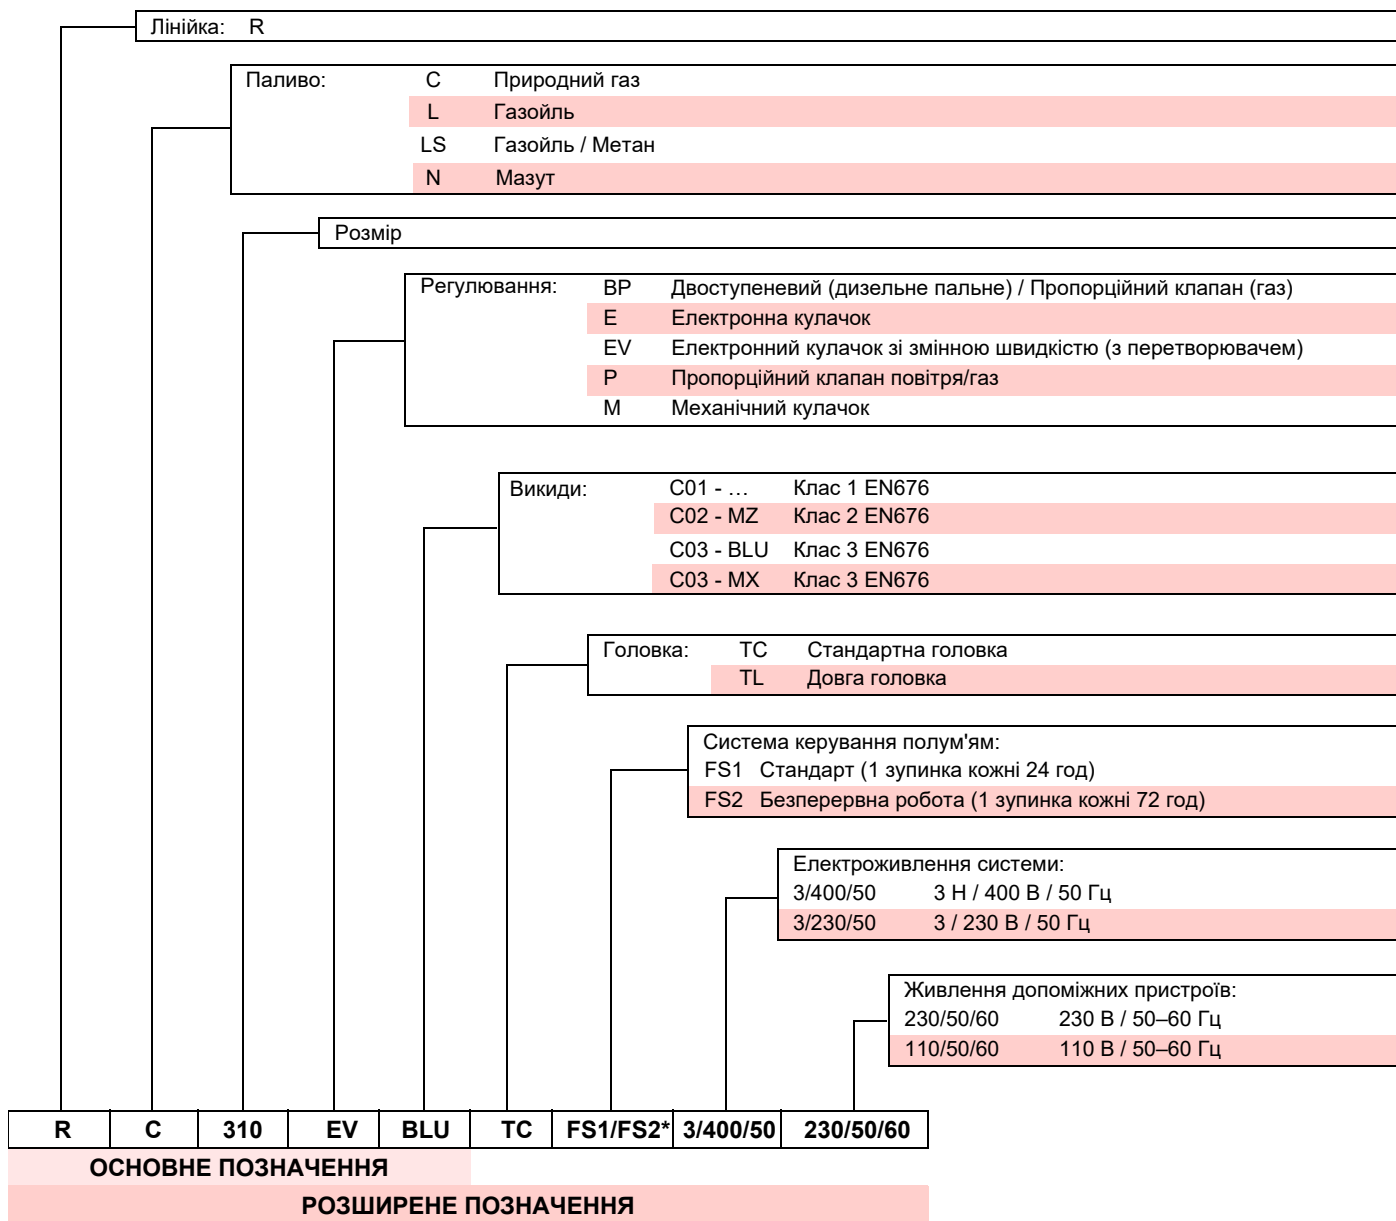 Лінійка: R
Паливо: C Природний газ
L Газойль
LS Газойль / Метан
N Мазут
Розмір
Регулювання: BP Двоступеневий (дизельне пальне) / Пропорційний клапан (газ)
E Електронна кулачок
EV Електронний кулачок зі змінною швидкістю (з перетворювачем)
P Пропорційний клапан повітря/газ
M Механічний кулачок
Викиди: C01 - … Клас 1 EN676
C02 - MZ Клас 2 EN676
C03 - BLU Клас 3 EN676
C03 - MX Клас 3 EN676
Головка: TC Стандартна головка
TL Довга головка
Система керування полум'ям:
FS1 Стандарт (1 зупинка кожні 24 год)
FS2 Безперервна робота (1 зупинка кожні 72 год)
Електроживлення системи:
3/400/50 3 Н / 400 В / 50 Гц
3/230/50 3 / 230 В / 50 Гц
Живлення допоміжних пристроїв:
230/50/60 230 В / 50–60 Гц
110/50/60 110 В / 50–60 Гц
R C 310 EV BLU TC FS1/FS2* 3/400/50 230/50/60
ОСНОВНЕ ПОЗНАЧЕННЯ
РОЗШИРЕНЕ ПОЗНАЧЕННЯ